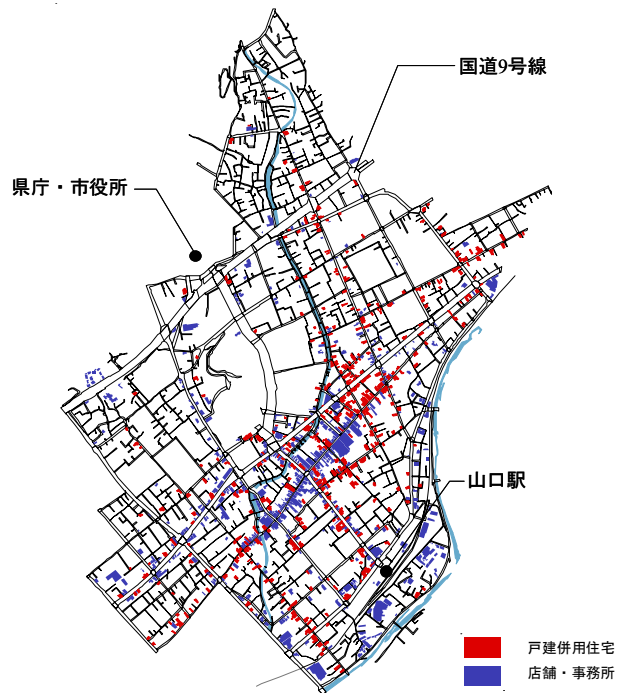 国道9号線
県庁・市役所
山口駅
戸建併用住宅
店舗・事務所